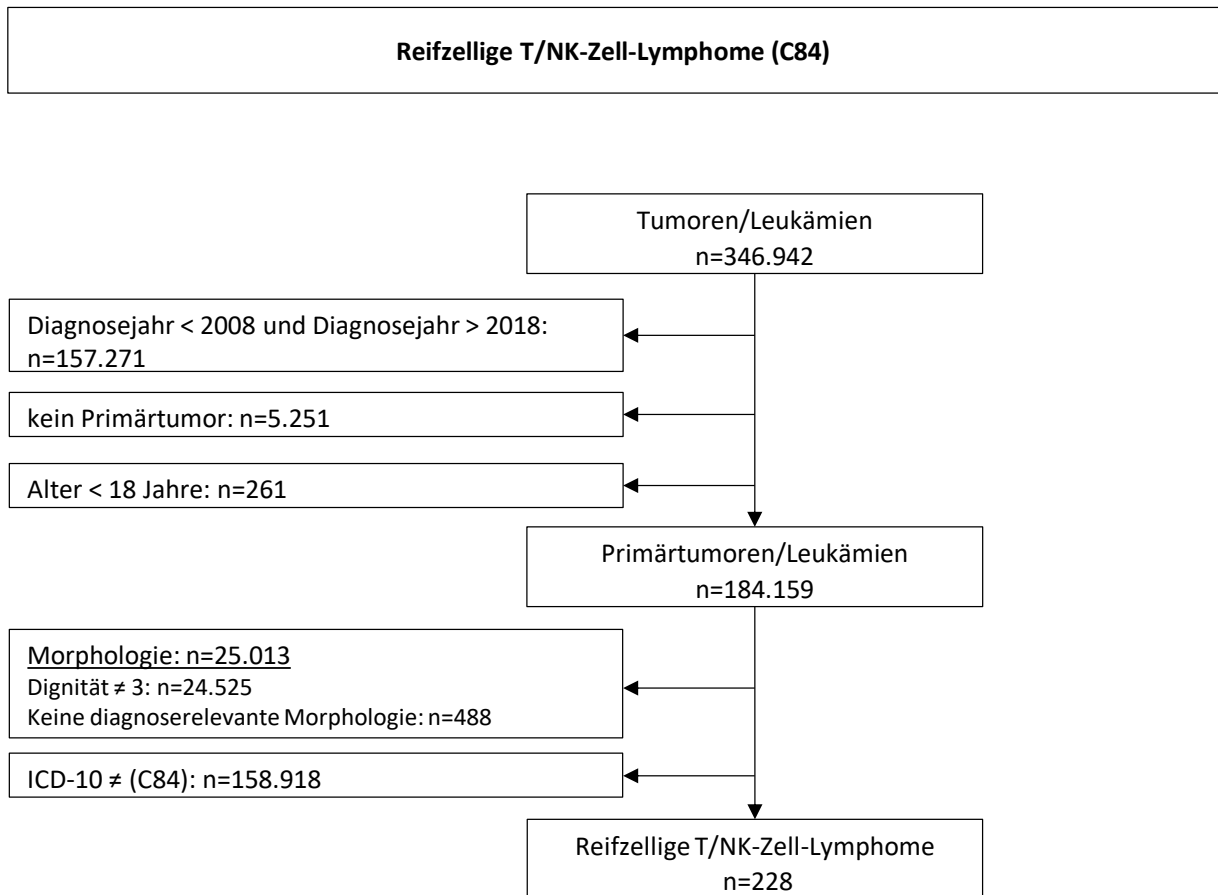 Reifzellige T/NK-Zell-Lymphome (C84)
Tumoren/Leukämien
n=346.942
Diagnosejahr < 2008 und Diagnosejahr > 2018:
n=157.271
kein Primärtumor: n=5.251
Alter < 18 Jahre: n=261
Primärtumoren/Leukämien
n=184.159
Morphologie: n=25.013
Dignität ≠ 3: n=24.525
Keine diagnoserelevante Morphologie: n=488
ICD-10 ≠ (C84): n=158.918
Reifzellige T/NK-Zell-Lymphome
n=228